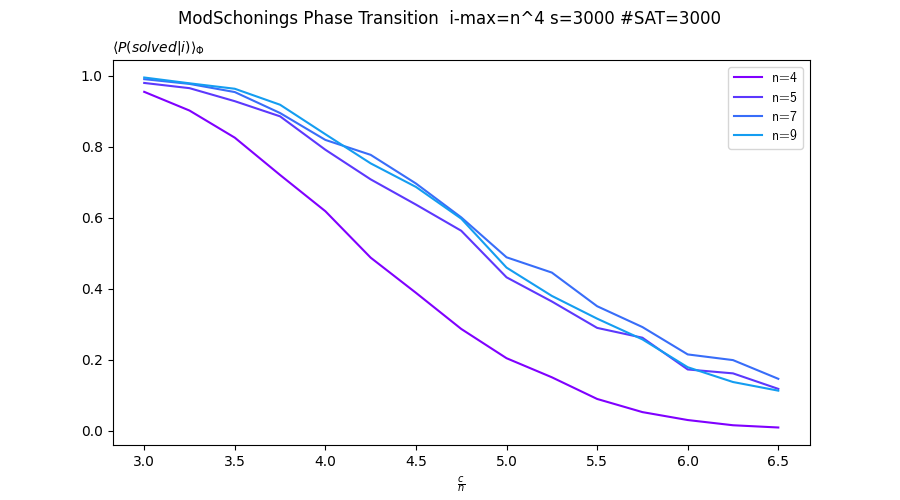 ModSchonings Phase Transition i-max=n^4 s=3000 #SAT=3000
⟨P(solved|i)⟩Φ
n=4
n=5
n=7
n=9
1.0
0.8
0.6
0.4
0.2
0.0
3.0 3.5 4.0 4.5 5.0 5.5 6.0 6.5
c/n